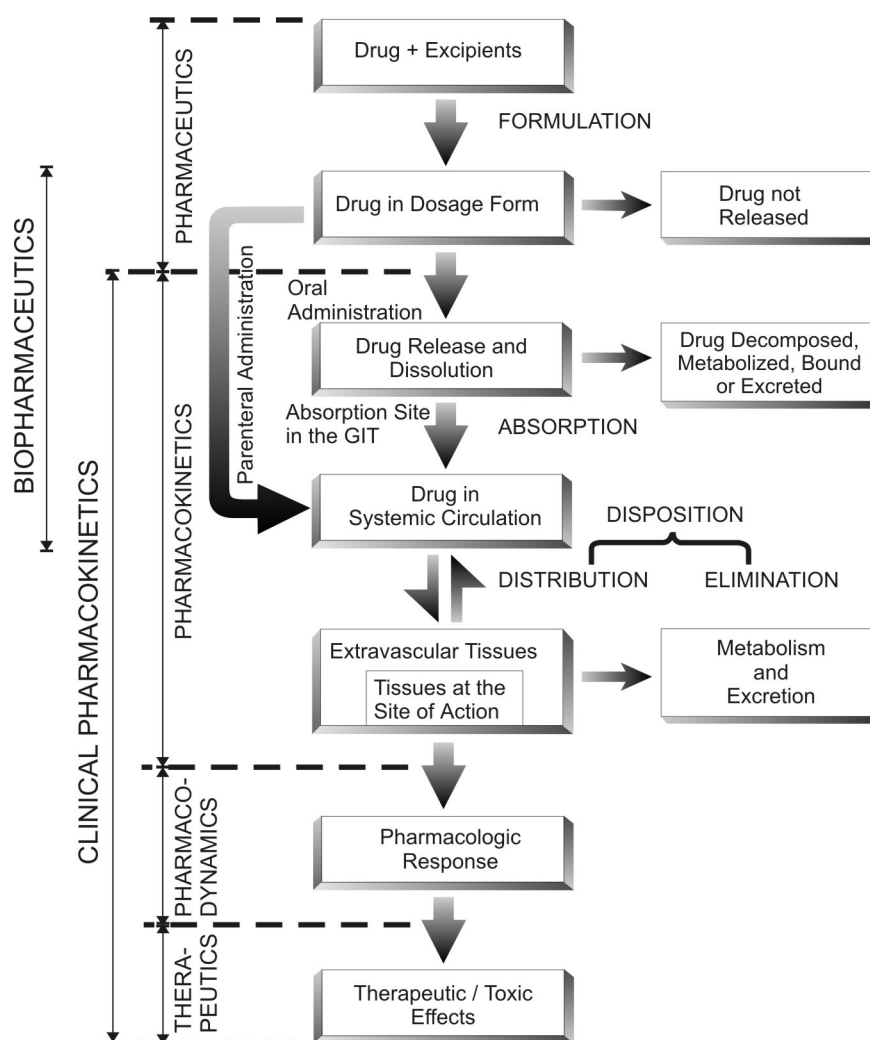 Drug + Excipients
FORMULATION
Drug in Dosage Form
Drug not
Released
Oral
Administration
Parenteral Administration
Drug Release and
Dissolution
Drug Decomposed,
Metabolized, Bound
or Excreted
Absorption Site
in the GIT
ABSORPTION
Drug in
Systemic Circulation
DISPOSITION
DISTRIBUTION
ELIMINATION
Extravascular Tissues
Tissues at the
Site of Action
Metabolism
and
Excretion
Pharmacologic
Response
Therapeutic / Toxic
Effects
BIOPHARMACEUTICS
CLINICAL PHARMACOKINETICS
PHARMACEUTICS
PHARMACOKINETICS
PHARMACO-
DYNAMICS
THERA-
PEUTICS